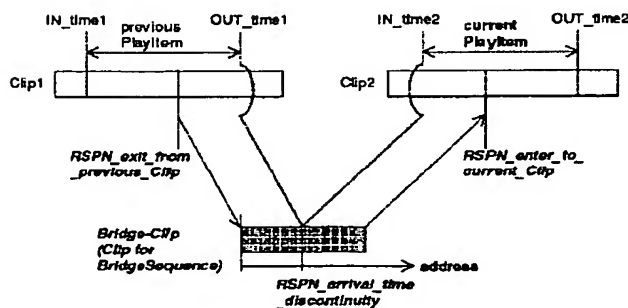 IN_time1 previous PlayItem OUT_time1
IN_time2 current PlayItem OUT_time2
Clip1
Clip2
RSPN_exit_from
_previous_Clip
RSPN_enter_to_
current_Clip
Bridge-Clip
(Clip for
BridgeSequence)
address
RSPN_arrival_time
_discontinuity